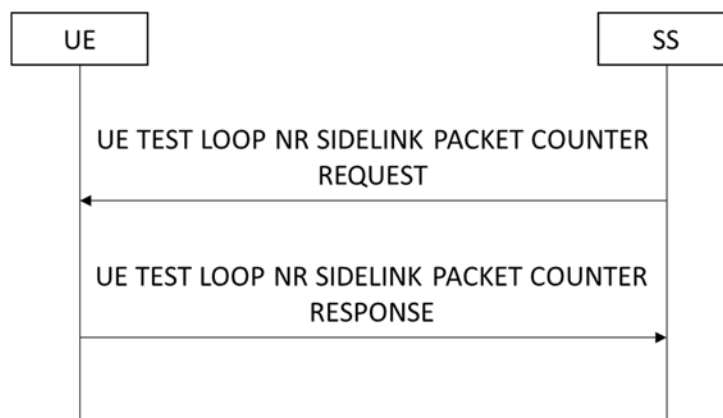 UE
SS
UE TEST LOOP NR SIDELINK PACKET COUNTER
REQUEST
UE TEST LOOP NR SIDELINK PACKET COUNTER
RESPONSE